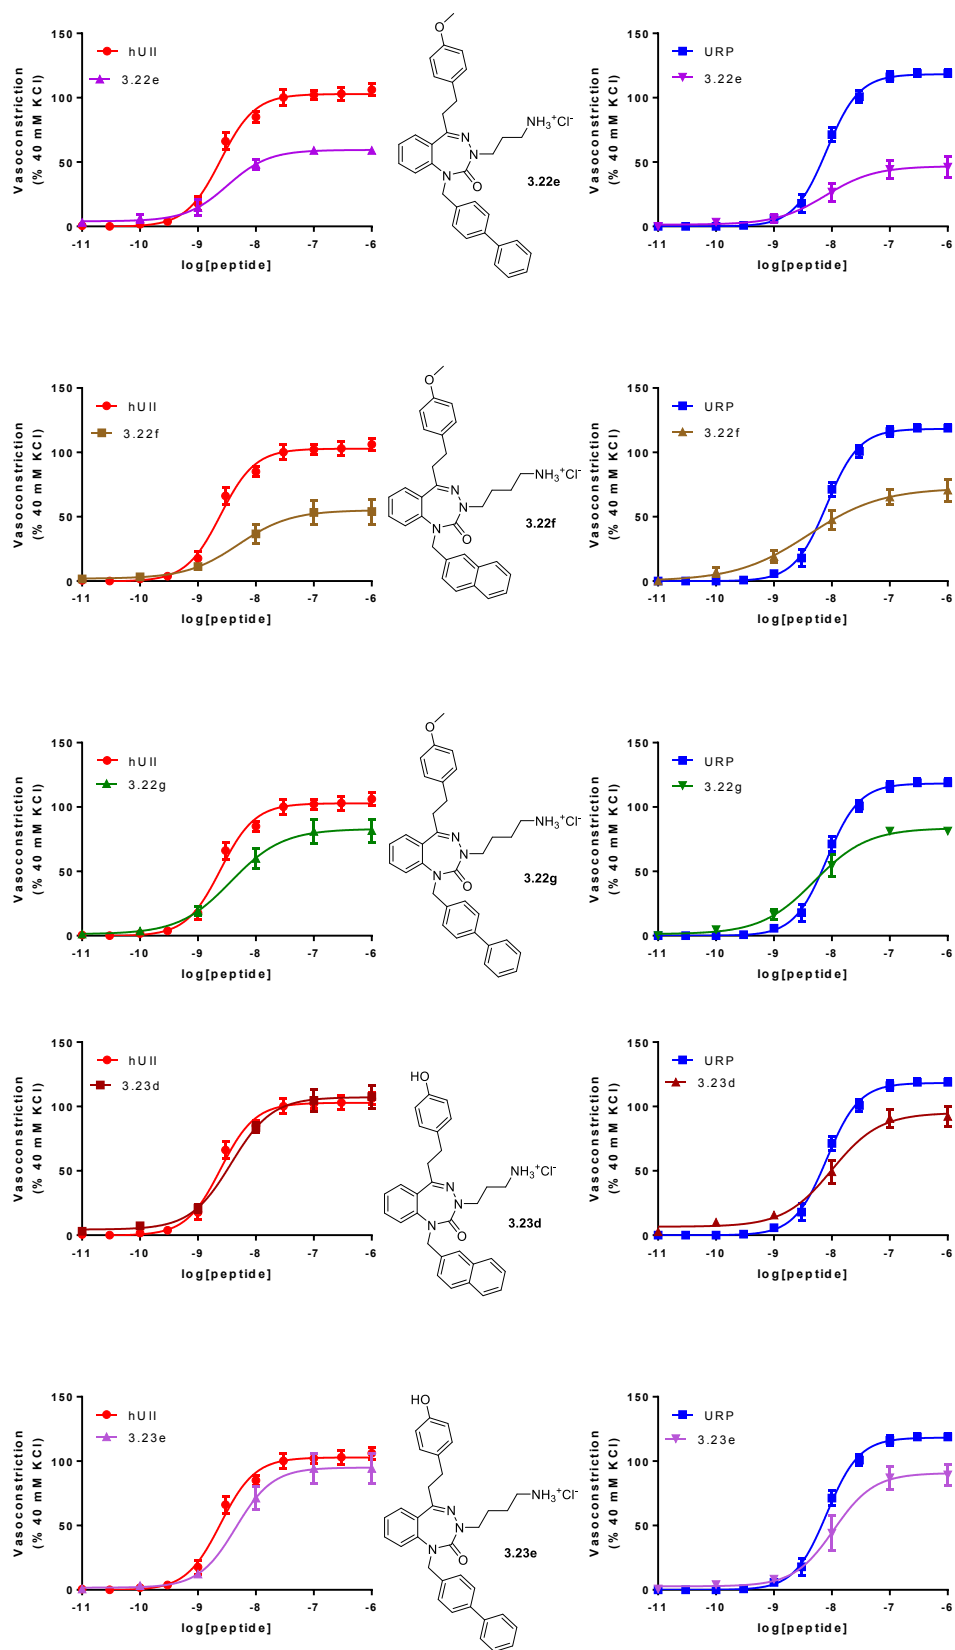 Vasoconstriction
(% 40 mM KCl)
150
100
50
0
hUII
3.22e
-11 -10 -9 -8 -7 -6
log[peptide]
O
N
N
N
O
NH3+Cl-
3.22e
Vasoconstriction
(% 40 mM KCl)
150
100
50
0
URP
3.22e
-11 -10 -9 -8 -7 -6
log[peptide]
Vasoconstriction
(% 40 mM KCl)
150
100
50
0
hUII
3.22f
-11 -10 -9 -8 -7 -6
log[peptide]
O
N
N
N
O
NH3+Cl-
3.22f
Vasoconstriction
(% 40 mM KCl)
150
100
50
0
URP
3.22f
-11 -10 -9 -8 -7 -6
log[peptide]
Vasoconstriction
(% 40 mM KCl)
150
100
50
0
hUII
3.22g
-11 -10 -9 -8 -7 -6
log[peptide]
O
N
N
N
O
NH3+Cl-
3.22g
Vasoconstriction
(% 40 mM KCl)
150
100
50
0
URP
3.22g
-11 -10 -9 -8 -7 -6
log[peptide]
Vasoconstriction
(% 40 mM KCl)
150
100
50
0
hUII
3.23d
-11 -10 -9 -8 -7 -6
log[peptide]
HO
N
N
N
O
NH3+Cl-
3.23d
Vasoconstriction
(% 40 mM KCl)
150
100
50
0
URP
3.23d
-11 -10 -9 -8 -7 -6
log[peptide]
Vasoconstriction
(% 40 mM KCl)
150
100
50
0
hUII
3.23e
-11 -10 -9 -8 -7 -6
log[peptide]
HO
N
N
N
O
NH3+Cl-
3.23e
Vasoconstriction
(% 40 mM KCl)
150
100
50
0
URP
3.23e
-11 -10 -9 -8 -7 -6
log[peptide]